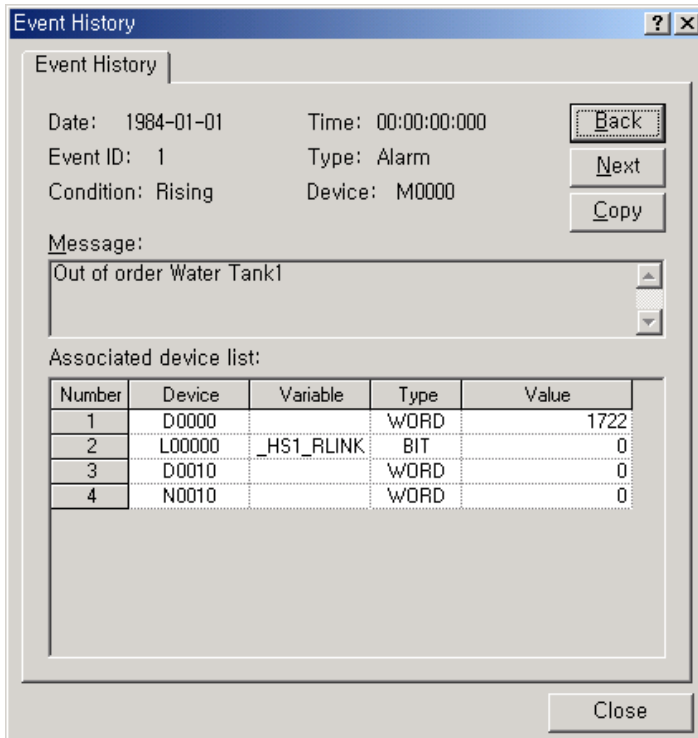 Event History
? x
Event History
Date: 1984-01-01 Time: 00:00:00:000 Back
Event ID: 1 Type: Alarm Next
Condition: Rising Device: M0000 Copy
Message:
Out of order Water Tank1
Associated device list:
Number Device Variable Type Value
1 D0000 WORD 1722
2 L00000 _HS1_RLINK BIT 0
3 D0010 WORD 0
4 N0010 WORD 0
Close